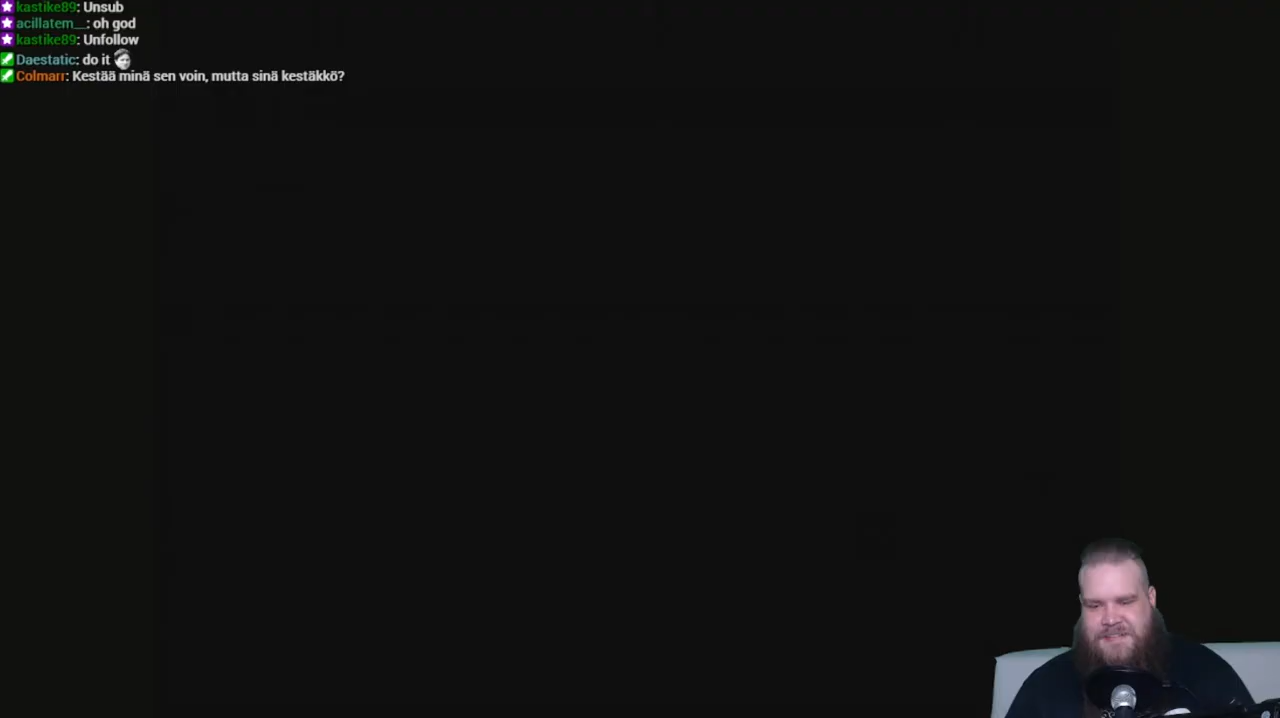 kastike89: Unsub
acillatem__: oh god
kastike89: Unfollow
Daestatic: do it
Colmarr: Kestää minä sen voin, mutta sinä kestäkkö?